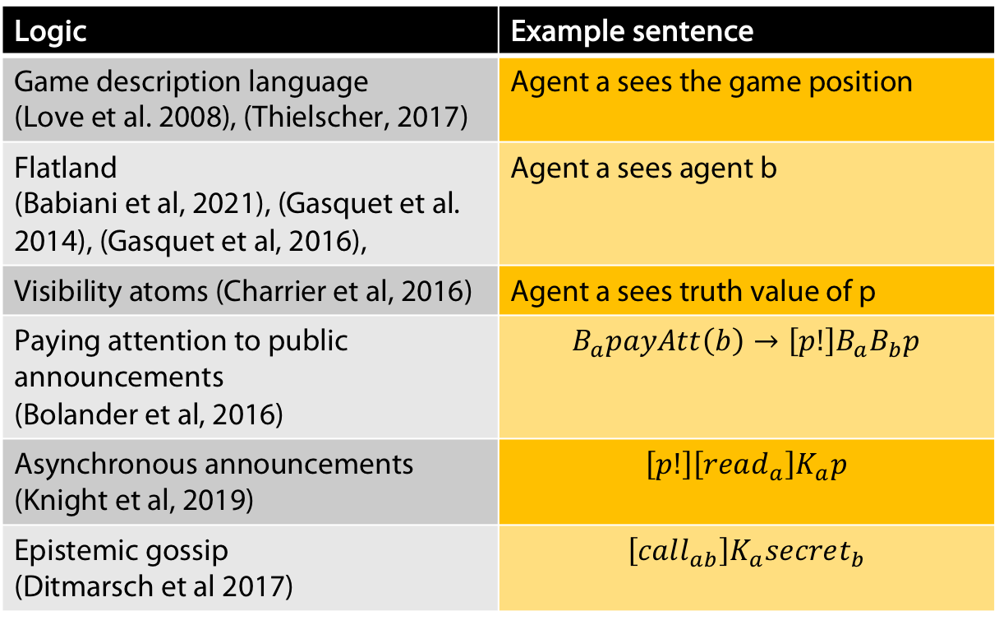 Logic
Example sentence
Game description language
(Love et al. 2008), (Thielscher, 2017)
Agent a sees the game position
Flatland
(Babiani et al, 2021), (Gasquet et al.
2014), (Gasquet et al, 2016),
Agent a sees agent b
Visibility atoms (Charrier et al, 2016)
Agent a sees truth value of p
Paying attention to public
announcements
(Bolander et al, 2016)
$B_a payAtt(b) \rightarrow [p!]B_a B_b p$
Asynchronous announcements
(Knight et al, 2019)
$[p!][read_a]K_a p$
Epistemic gossip
(Ditmarsch et al 2017)
$[call_{ab}]K_a secret_b$